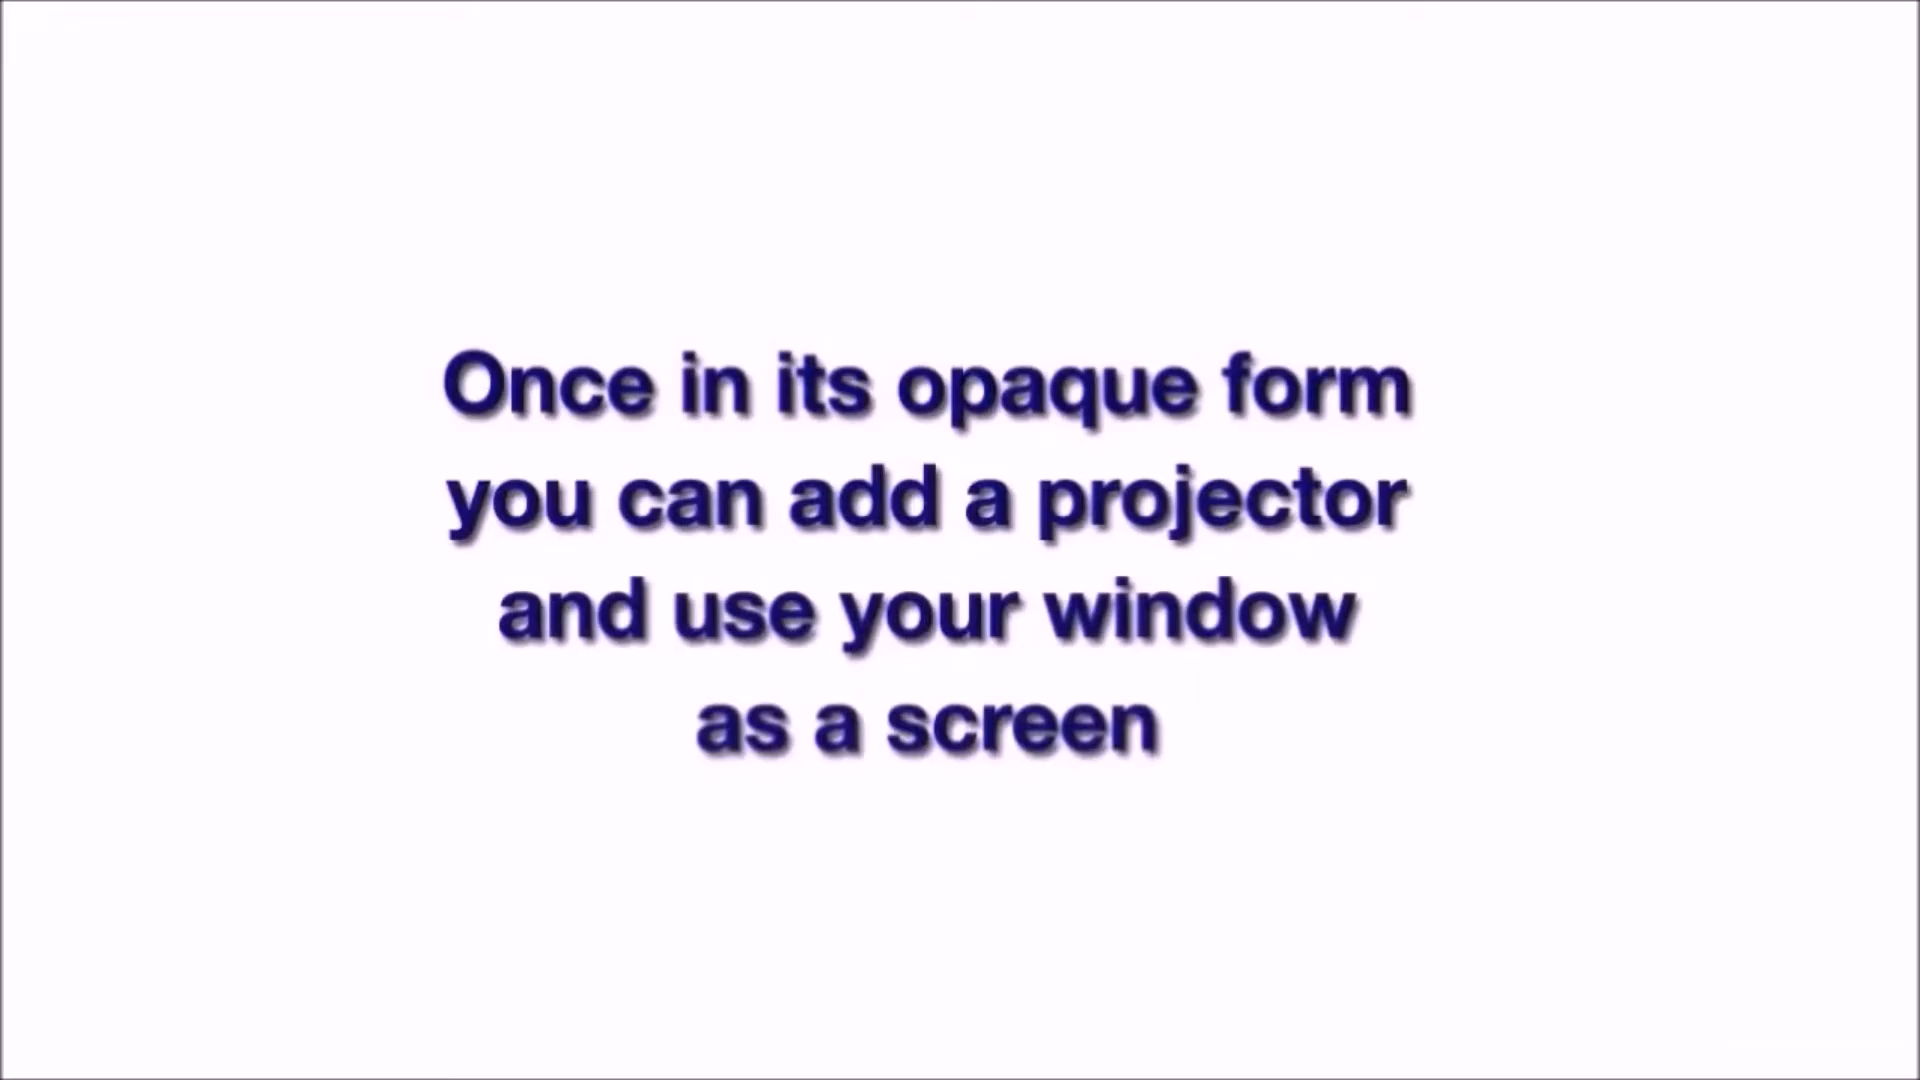 Once in its opaque form
you can add a projector
and use your window
as a screen